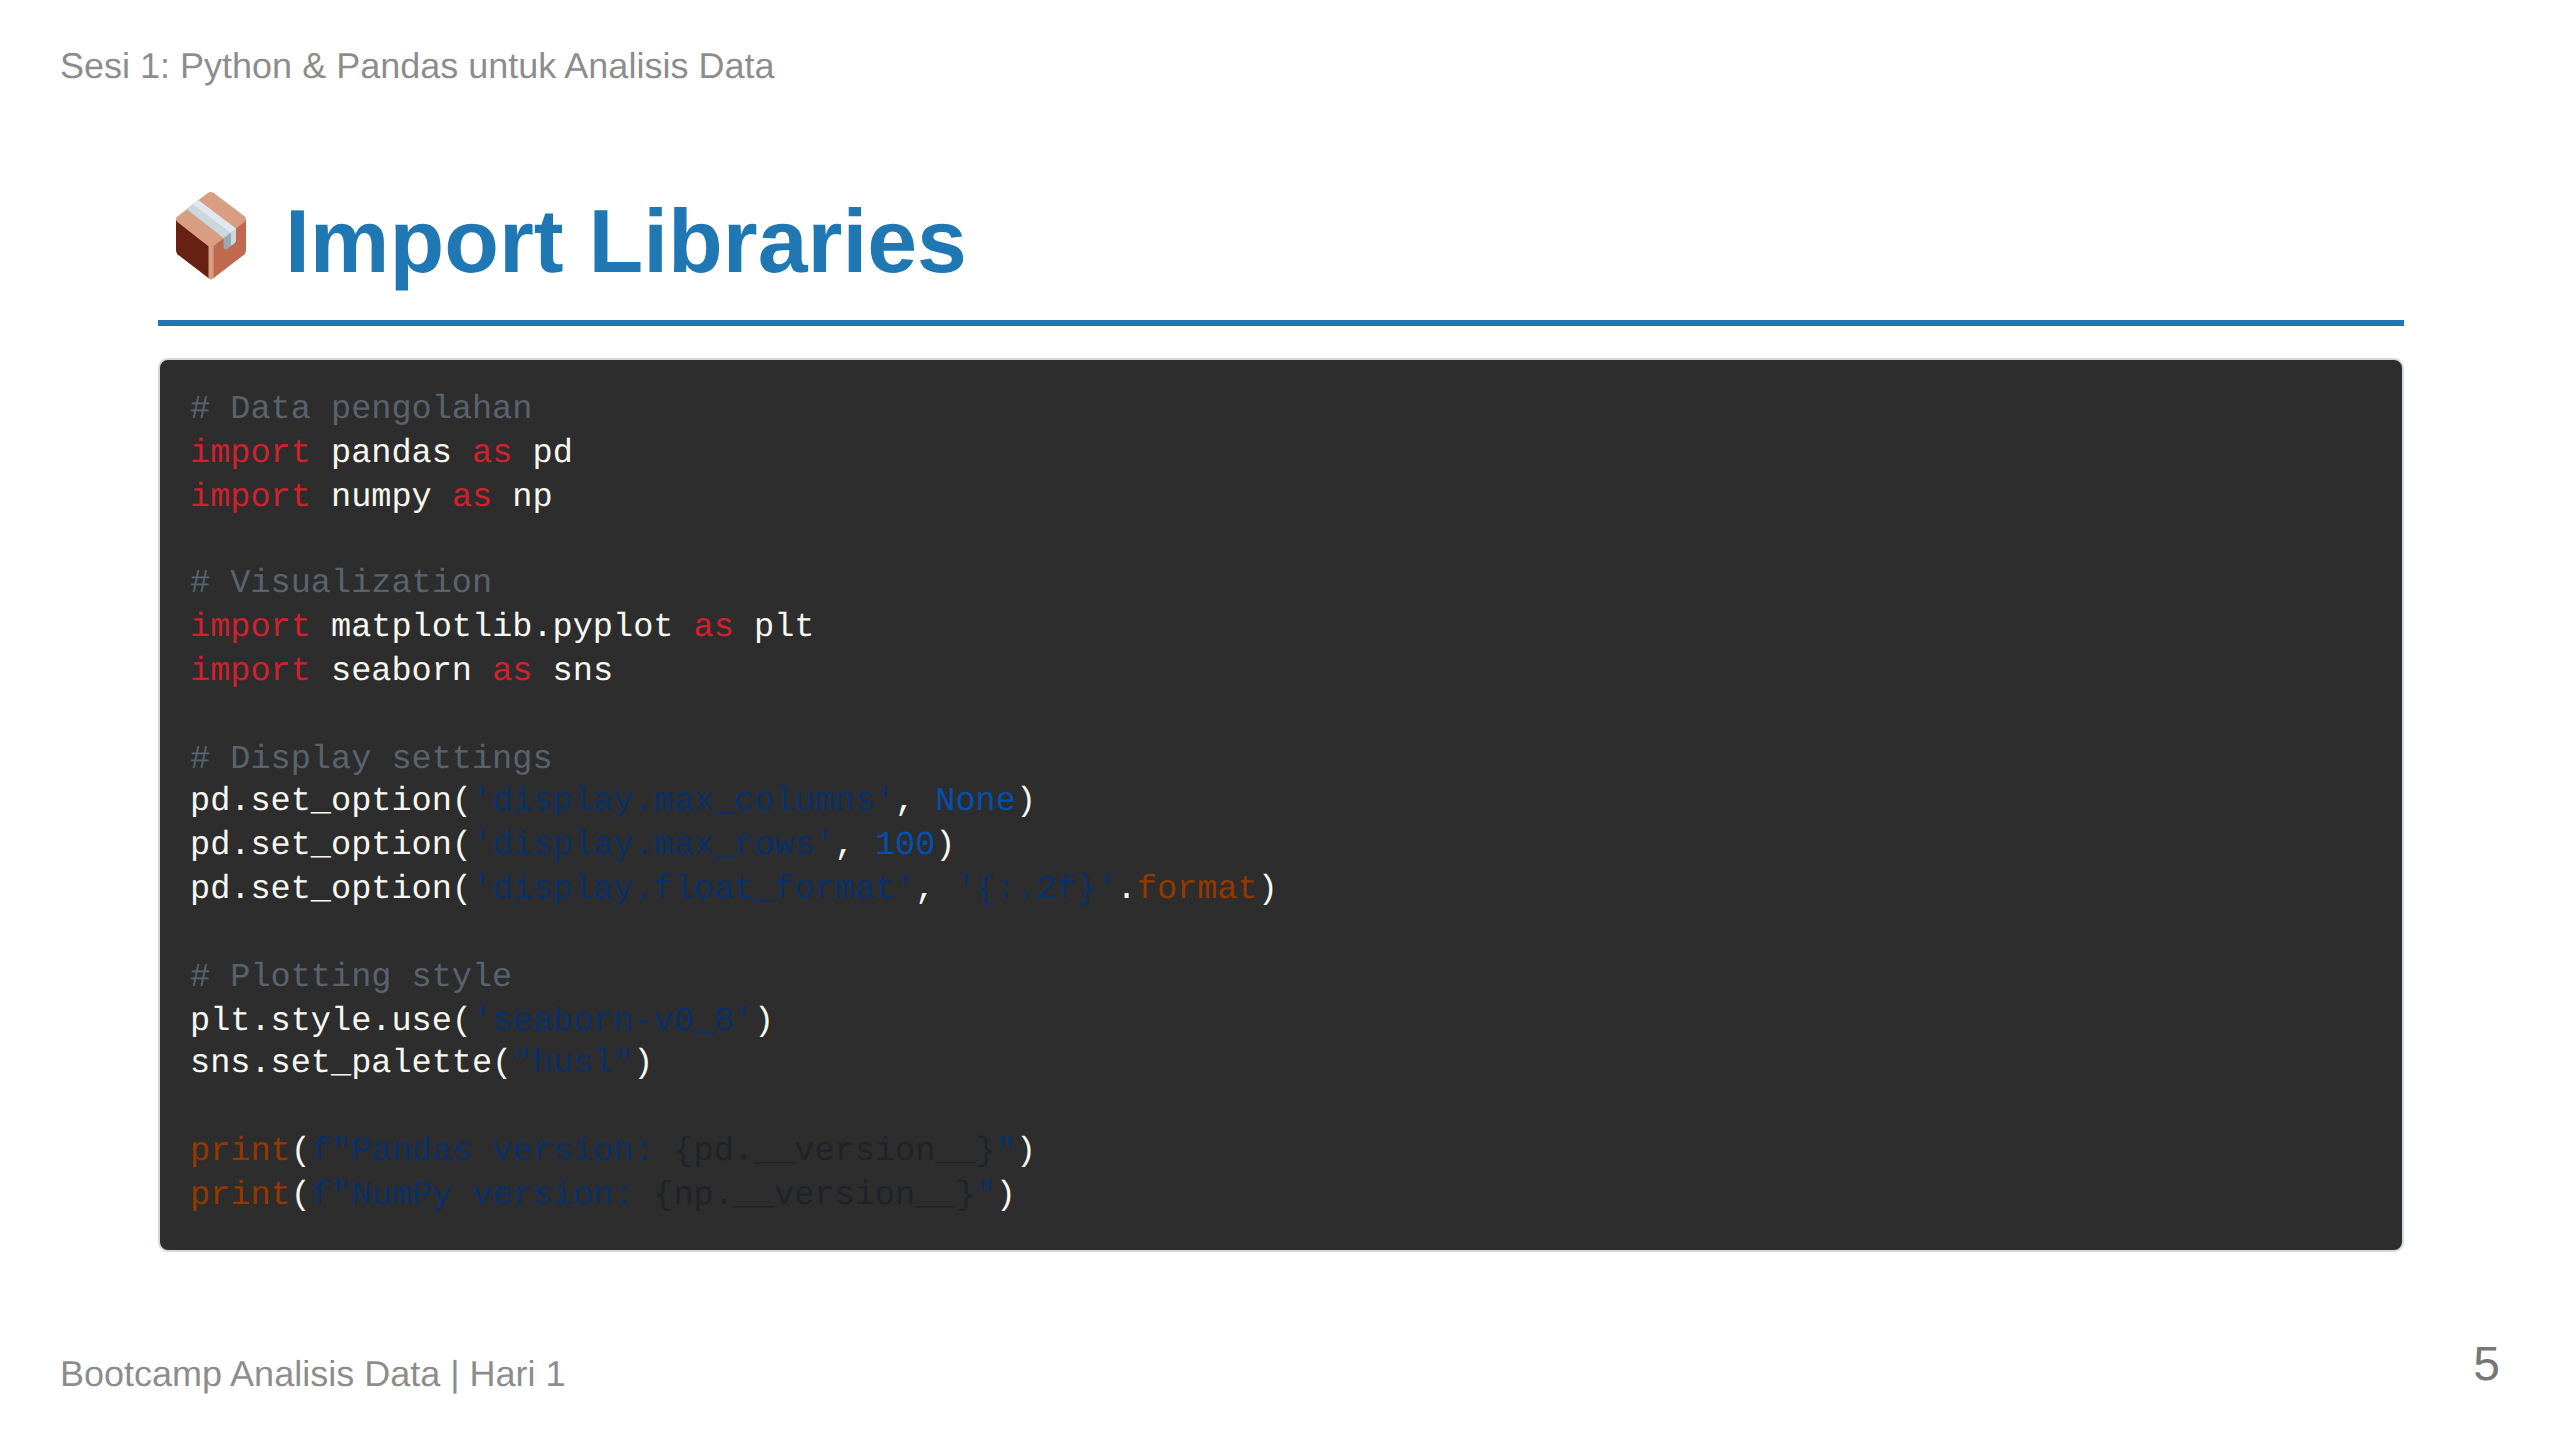 Sesi 1: Python & Pandas untuk Analisis Data
📦 Import Libraries
# Data pengolahan
import pandas as pd
import numpy as np
# Visualization
import matplotlib.pyplot as plt
import seaborn as sns
# Display settings
pd.set_option('display.max_columns', None)
pd.set_option('display.max_rows', 100)
pd.set_option('display.float_format', '{:.2f}'.format)
# Plotting style
plt.style.use('seaborn-v0_8')
sns.set_palette("husl")
print(f"Pandas version: {pd.__version__}")
print(f"NumPy version: {np.__version__}")
Bootcamp Analisis Data | Hari 1
5